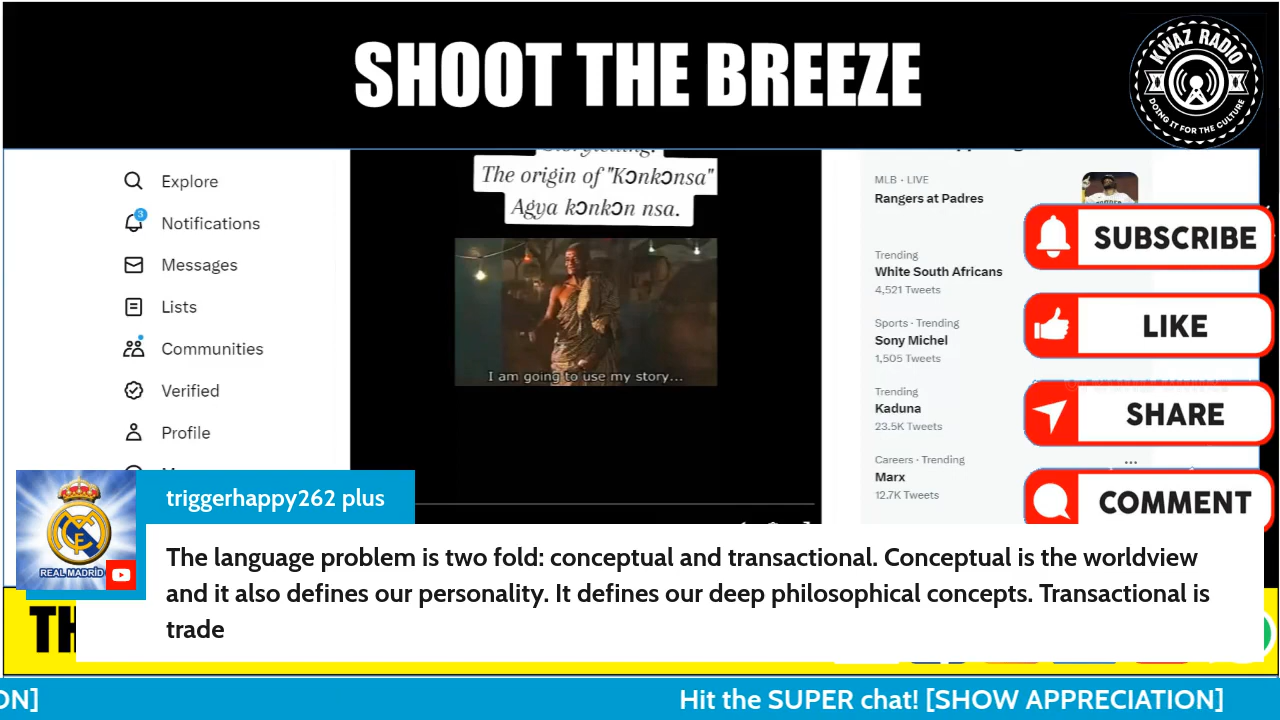 SHOOT THE BREEZE
KWAZ RADIO
DOING IT FOR THE CULTURE
Explore
3
Notifications
Messages
Lists
Communities
Verified
Profile
The origin of "Kɔnkɔnsa"
Agya kɔnkɔn nsa.
I am going to use my story...
MLB · LIVE
Rangers at Padres
Trending
White South Africans
4,521 Tweets
Sports · Trending
Sony Michel
1,505 Tweets
Trending
Kaduna
23.5K Tweets
Careers · Trending
Marx
12.7K Tweets
SUBSCRIBE
LIKE
SHARE
COMMENT
REAL MADRID
triggerhappy262 plus
The language problem is two fold: conceptual and transactional. Conceptual is the worldview
and it also defines our personality. It defines our deep philosophical concepts. Transactional is
trade
TH
ON]
Hit the SUPER chat! [SHOW APPRECIATION]